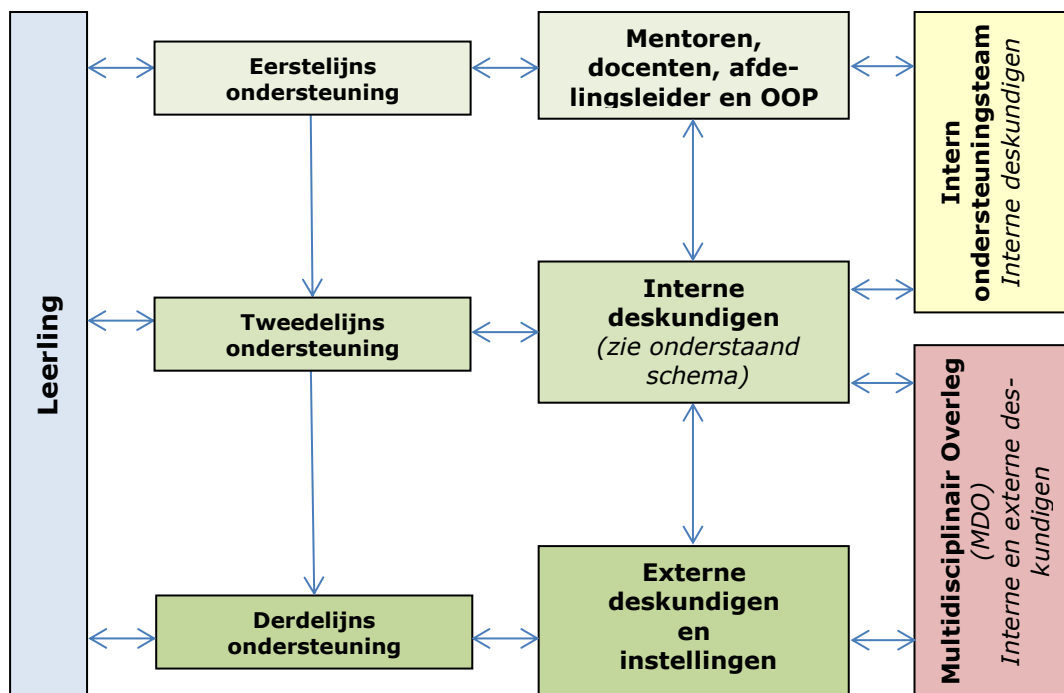 Leerling
Eerstelijns
ondersteuning
Mentoren,
docenten, afde-
lingsleider en OOP
Intern
ondersteuningsteam
Interne deskundigen
Tweedelijns
ondersteuning
Interne
deskundigen
(zie onderstaand
schema)
Multidisciplinair Overleg
(MDO)
Interne en externe des-
kundigen
Derdelijns
ondersteuning
Externe
deskundigen
en
instellingen